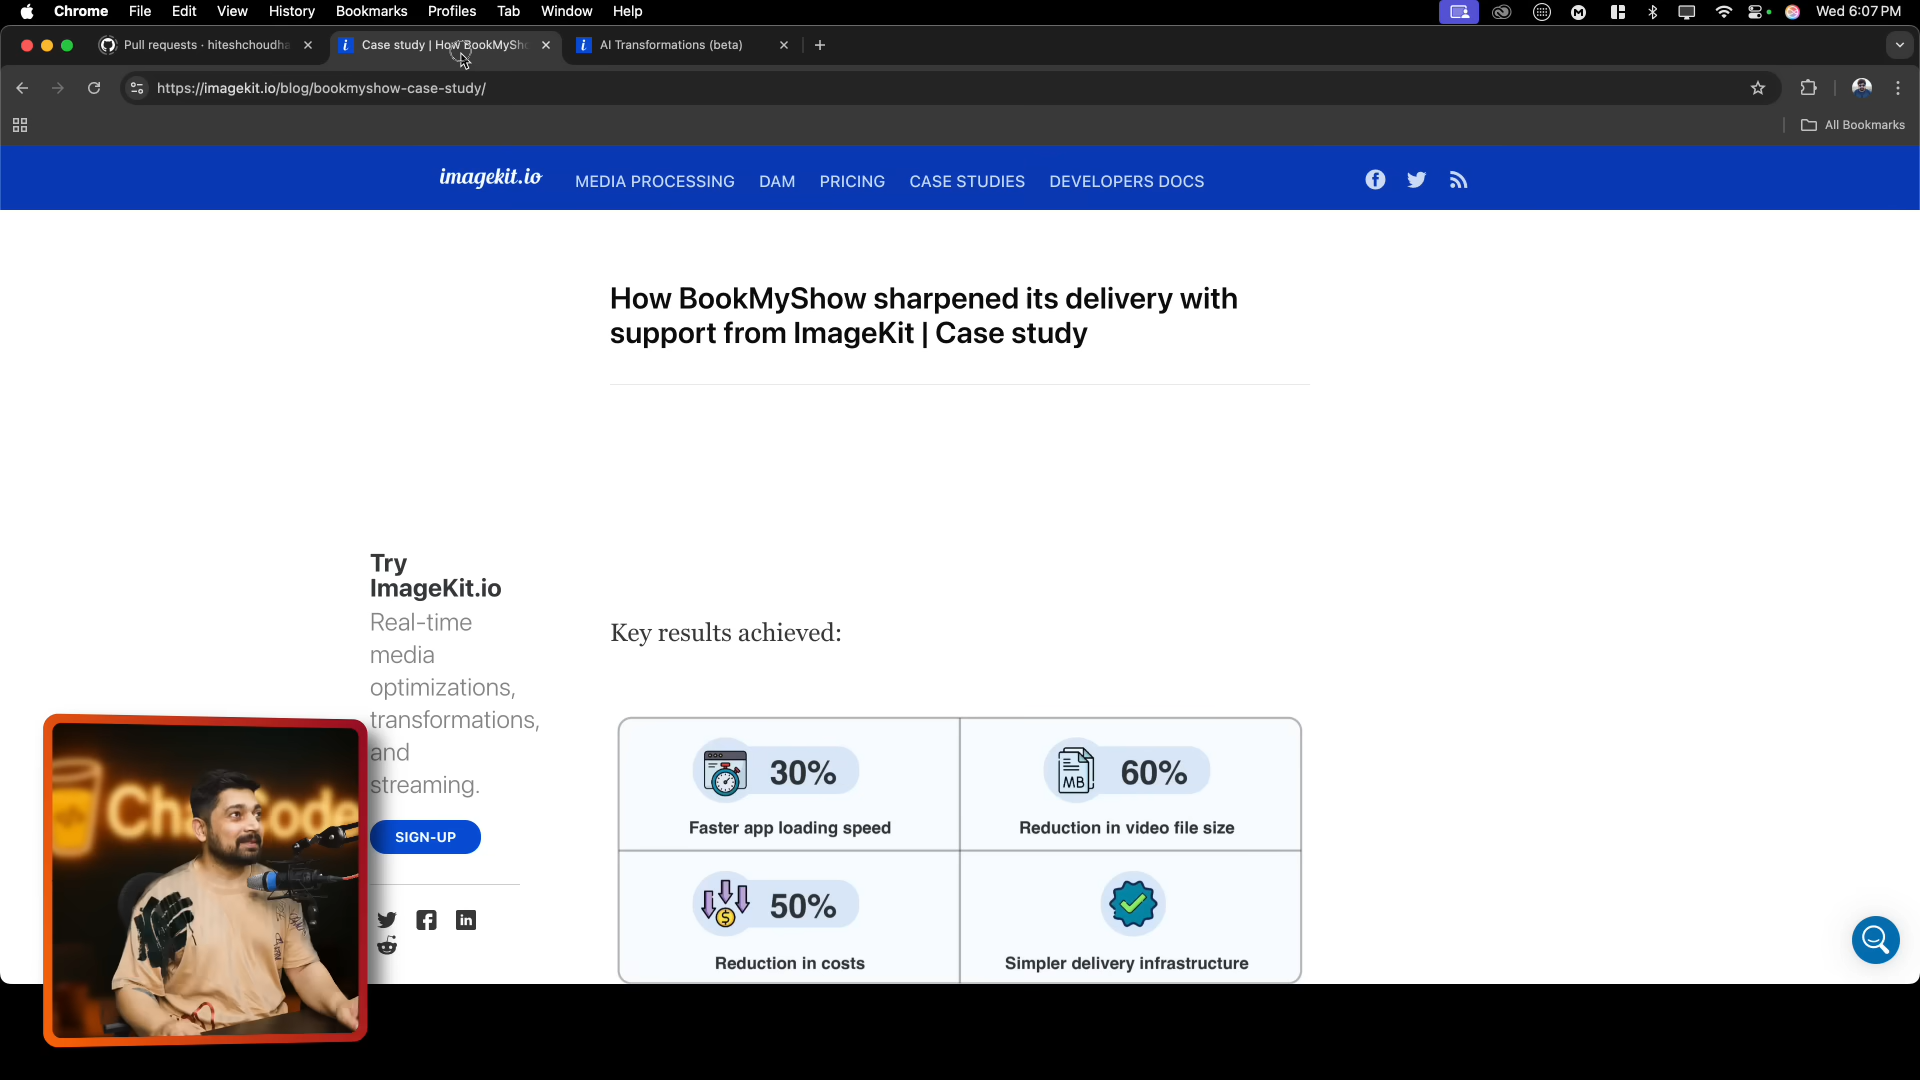 Chrome File Edit View History Bookmarks Profiles Tab Window Help
Wed 6:07 PM
Pull requests · hiteshchoudha
Case study | How BookMySho
AI Transformations (beta)
https://imagekit.io/blog/bookmyshow-case-study/
All Bookmarks
imagekit.io MEDIA PROCESSING DAM PRICING CASE STUDIES DEVELOPERS DOCS
How BookMyShow sharpened its delivery with
support from ImageKit | Case study
Try
ImageKit.io
Real-time
media
optimizations,
transformations,
and
streaming.
SIGN-UP
Key results achieved:
30%
Faster app loading speed
MB
60%
Reduction in video file size
50%
Reduction in costs
Simpler delivery infrastructure